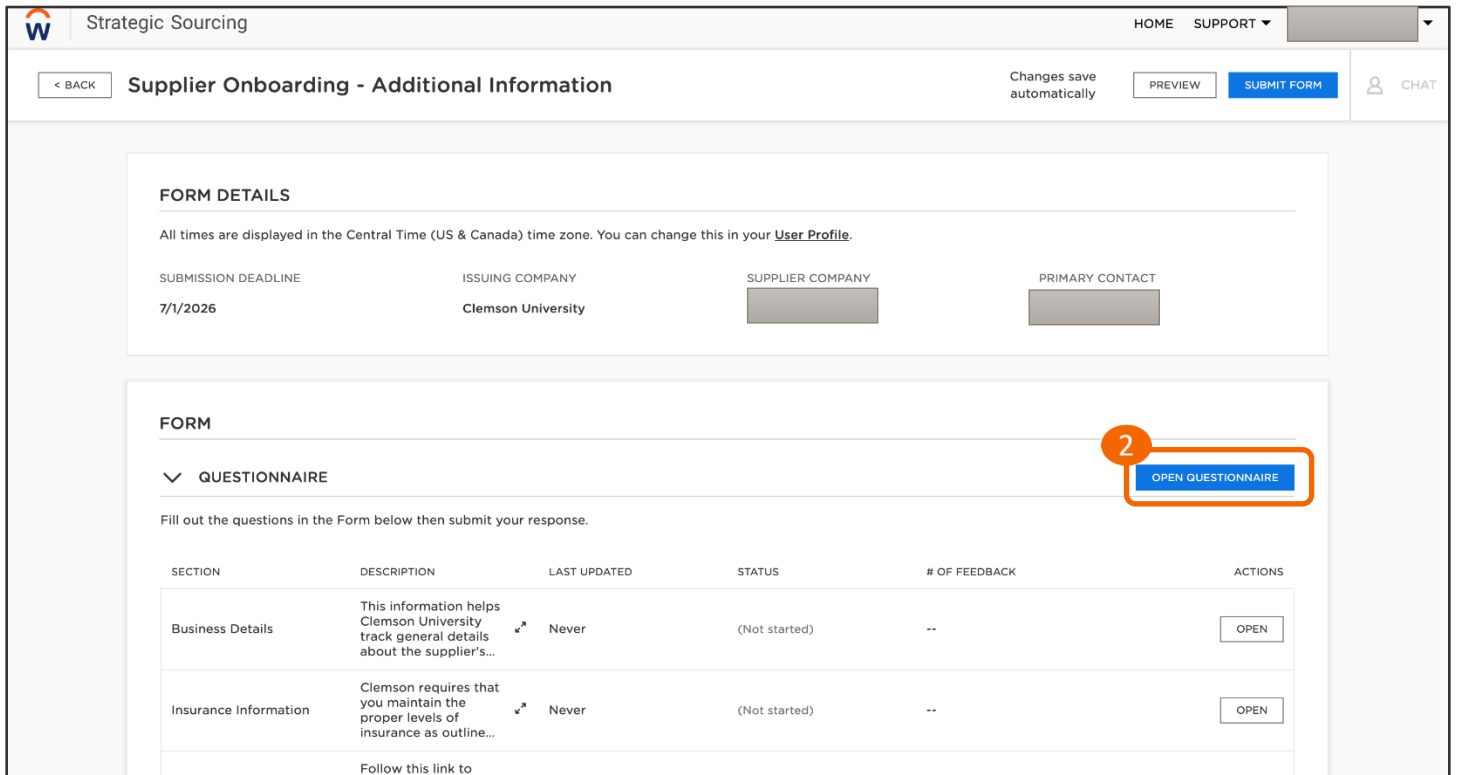 Strategic Sourcing
HOME SUPPORT
< BACK
Supplier Onboarding - Additional Information
Changes save
automatically
PREVIEW
SUBMIT FORM
CHAT
FORM DETAILS
All times are displayed in the Central Time (US & Canada) time zone. You can change this in your User Profile.
SUBMISSION DEADLINE ISSUING COMPANY SUPPLIER COMPANY PRIMARY CONTACT
7/1/2026 Clemson University
FORM
2
QUESTIONNAIRE OPEN QUESTIONNAIRE
Fill out the questions in the Form below then submit your response.
SECTION DESCRIPTION LAST UPDATED STATUS # OF FEEDBACK ACTIONS
Business Details
This information helps
Clemson University
track general details
about the supplier's...
Never (Not started) -- OPEN
Insurance Information
Clemson requires that
you maintain the
proper levels of
insurance as outline...
Never (Not started) -- OPEN
Follow this link to